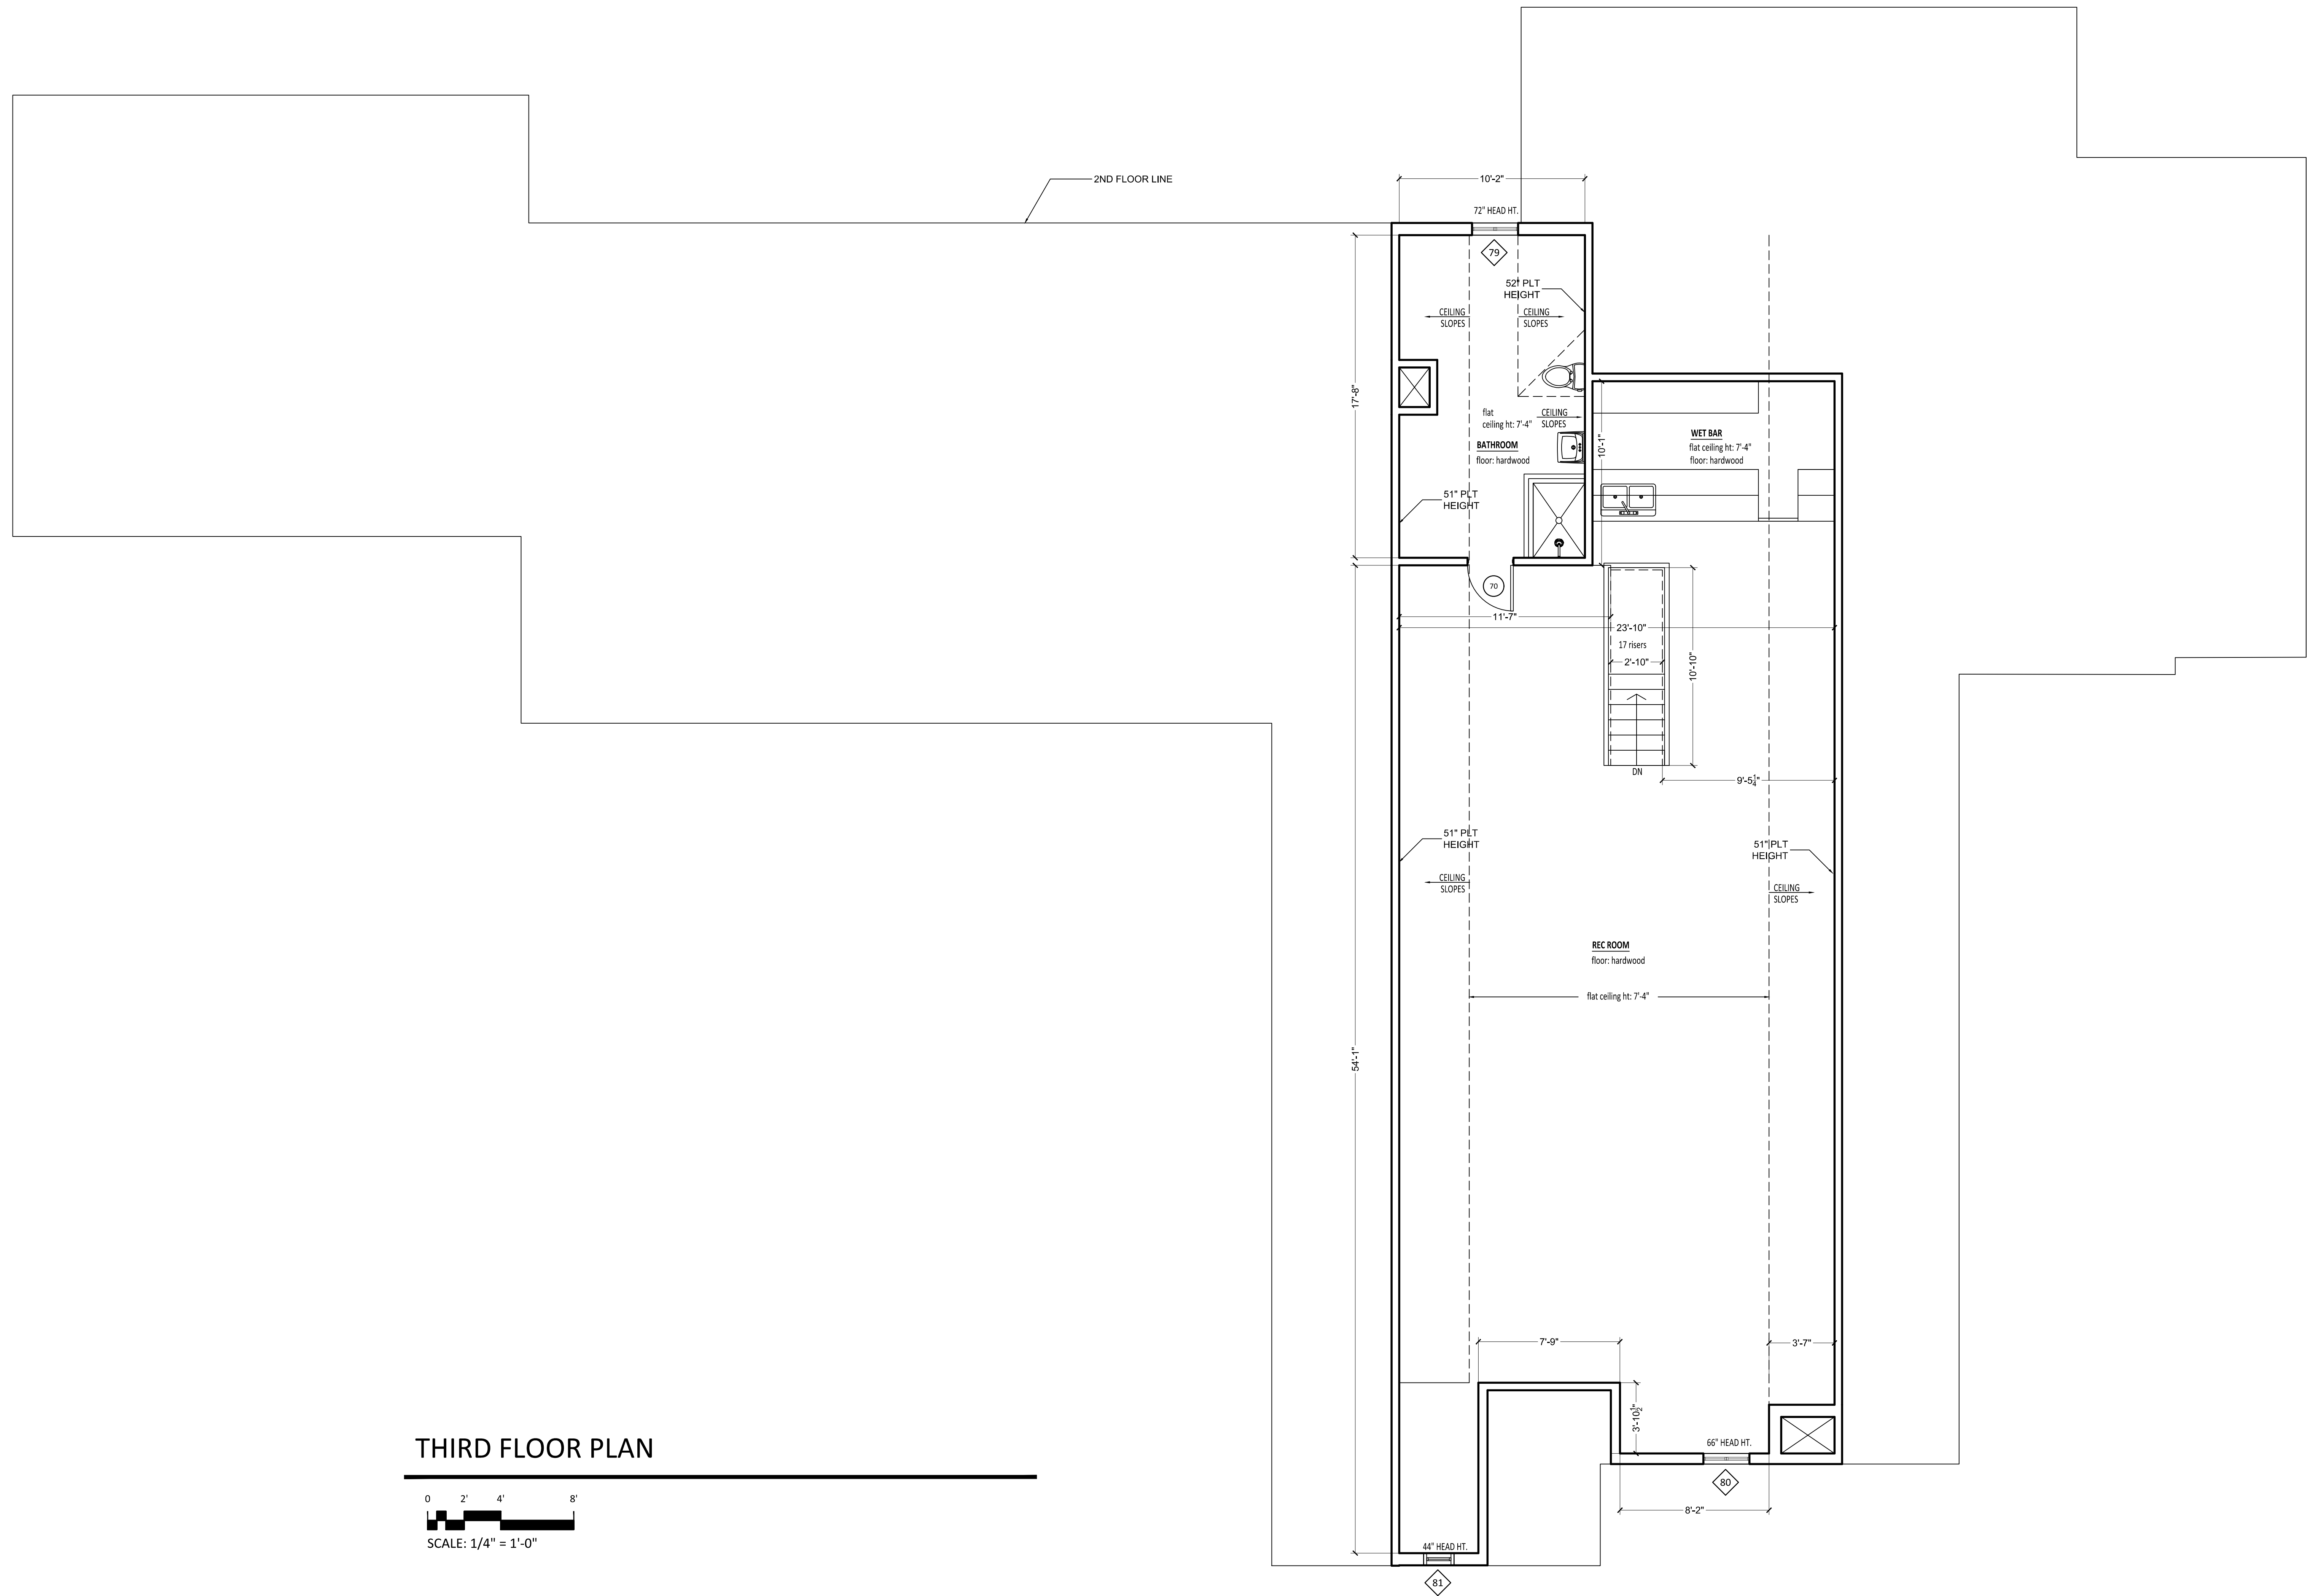 2ND FLOOR LINE
10'-2"
72" HEAD HT.
79
52" PLT
HEIGHT
CEILING
SLOPES
CEILING
SLOPES
17'-8"
flat
ceiling ht: 7'-4"
CEILING
SLOPES
BATHROOM
floor: hardwood
10'-1"
WET BAR
flat ceiling ht: 7'-4"
floor: hardwood
51" PLT
HEIGHT
70
11'-7"
23'-10"
17 risers
2'-10"
10'-10"
DN
9'-5 1/4"
51" PLT
HEIGHT
51" PLT
HEIGHT
CEILING
SLOPES
CEILING
SLOPES
REC ROOM
floor: hardwood
flat ceiling ht: 7'-4"
54'-1"
7'-9"
3'-7"
3'-10 1/2"
66" HEAD HT.
80
8'-2"
44" HEAD HT.
81
THIRD FLOOR PLAN
0 2' 4' 8'
SCALE: 1/4" = 1'-0"